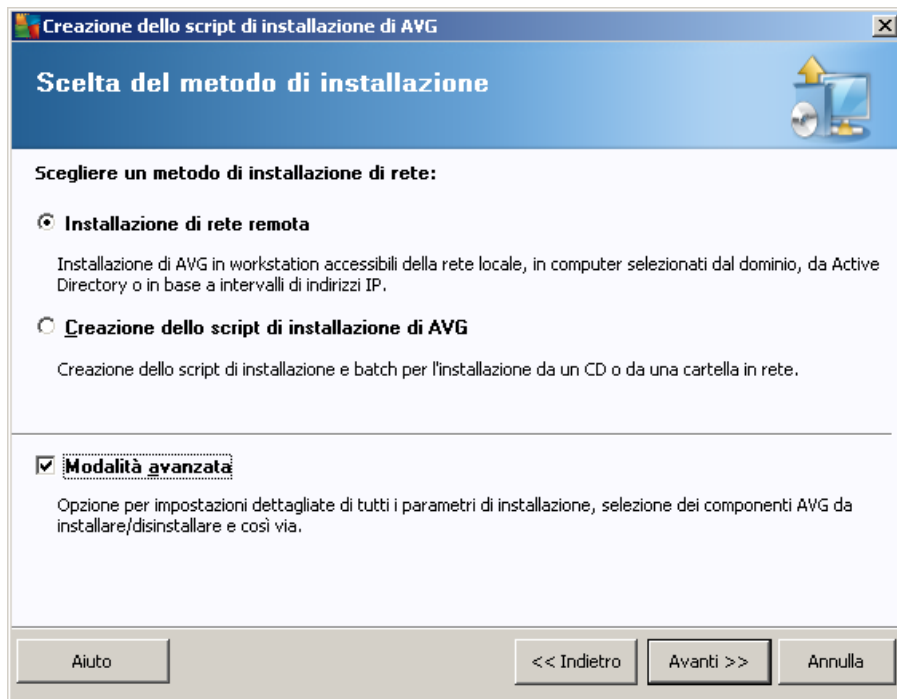 Creazione dello script di installazione di AVG
Scelta del metodo di installazione
Scegliere un metodo di installazione di rete:
Installazione di rete remota
Installazione di AVG in workstation accessibili della rete locale, in computer selezionati dal dominio, da Active
Directory o in base a intervalli di indirizzi IP.
Creazione dello script di installazione di AVG
Creazione dello script di installazione e batch per l'installazione da un CD o da una cartella in rete.
Modalità avanzata
Opzione per impostazioni dettagliate di tutti i parametri di installazione, selezione dei componenti AVG da
installare/disinstallare e così via.
Aiuto
<< Indietro
Avanti >>
Annulla